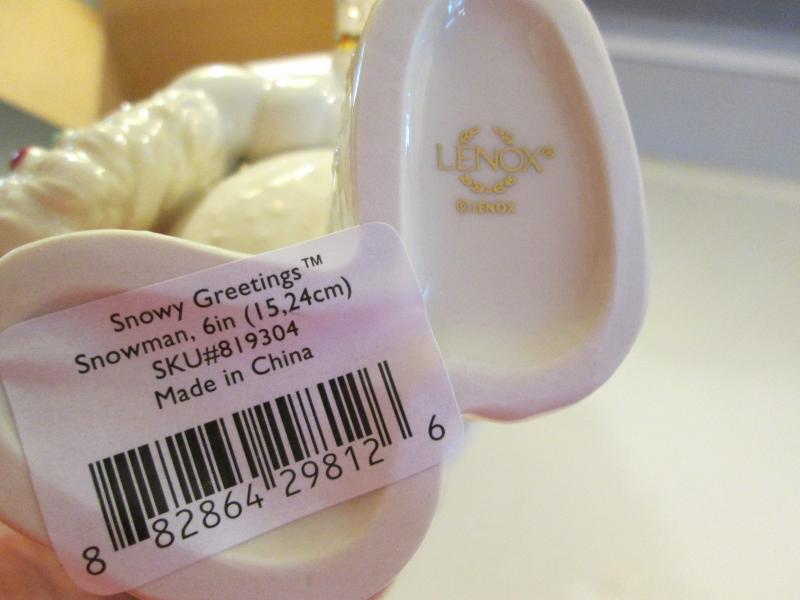 LENOX®
© LENOX
Snowy Greetings™
Snowman, 6in (15,24cm)
SKU#819304
Made in China
8 82864 29812 6